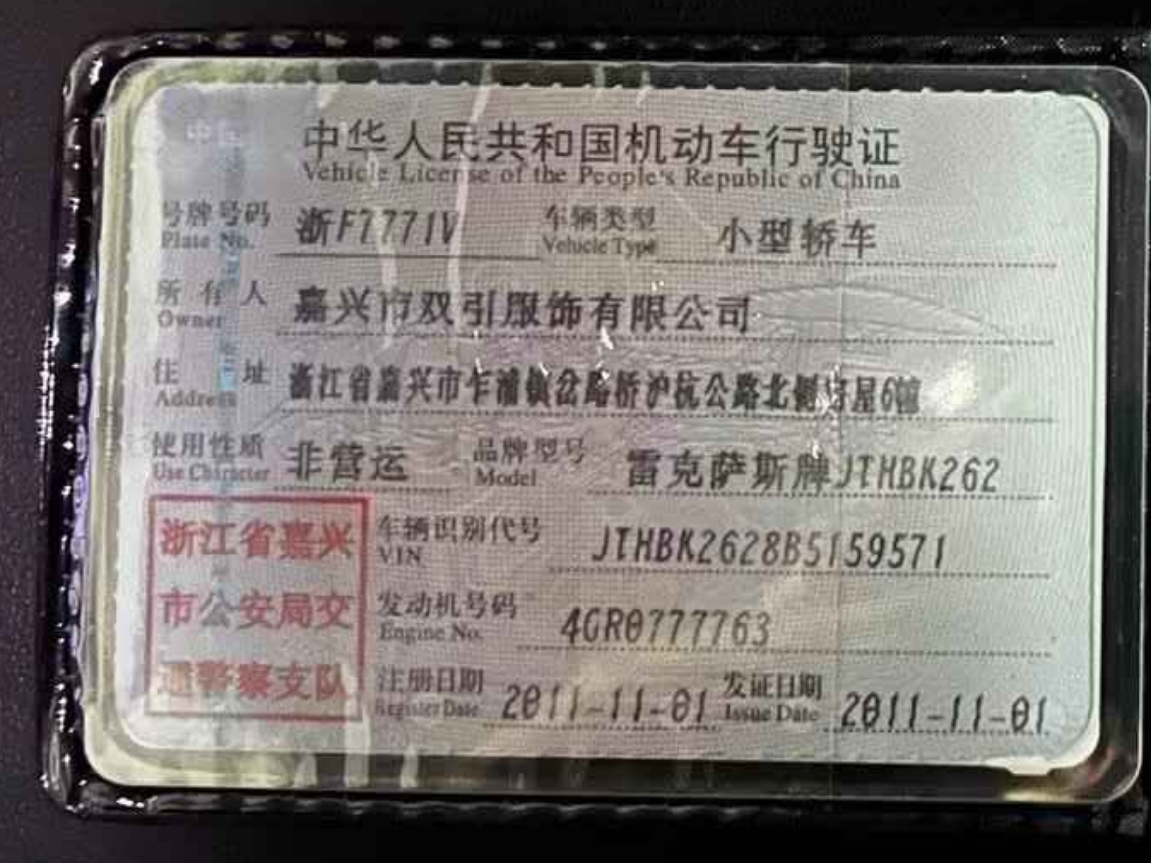 中华人民共和国机动车行驶证
Vehicle License of the People's Republic of China
号牌号码 浙F7771V 车辆类型 小型轿车
Plate No. Vehicle Type
所有人 嘉兴市双引服饰有限公司
Owner
住址 浙江省嘉兴市乍浦镇岔路桥沪杭公路北侧房屋6幢
Address
使用性质 非营运 品牌型号 雷克萨斯牌JTHBK262
Use Character Model
浙江省嘉兴
市公安局交
通警察支队
车辆识别代号 JTHBK2628B5159571
VIN
发动机号码 4GR0777763
Engine No.
注册日期 2011-11-01 发证日期 2011-11-01
Register Date Issue Date